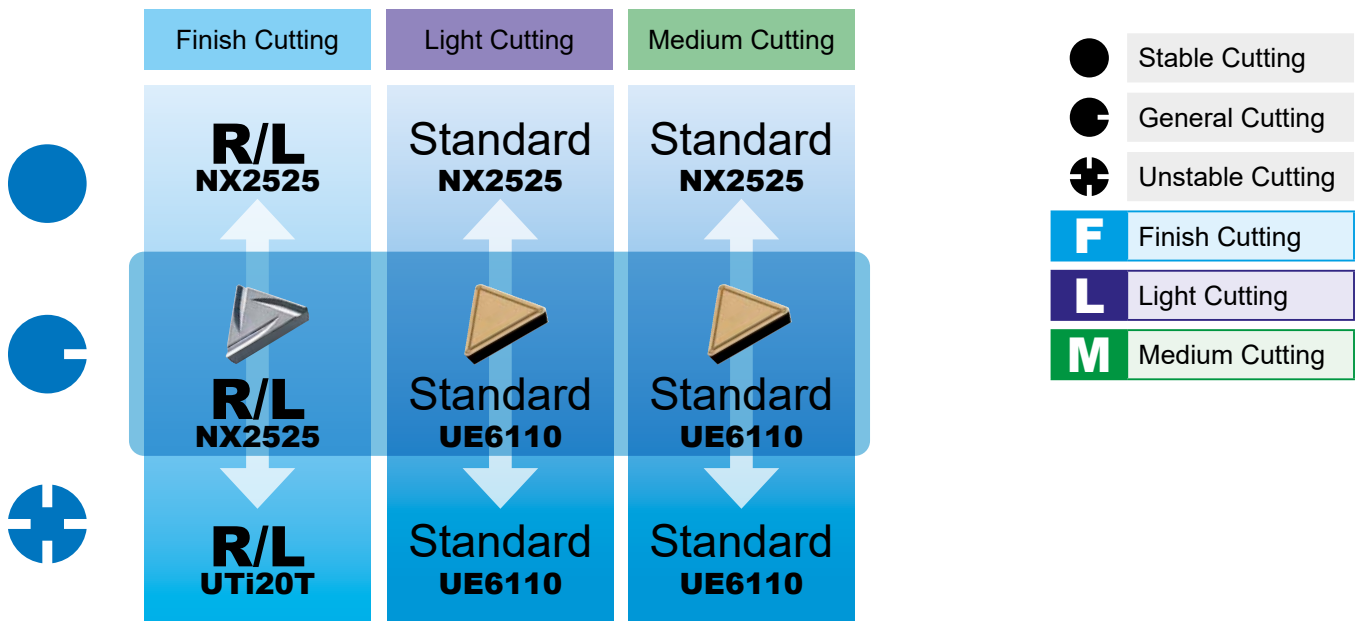 Finish Cutting
Light Cutting
Medium Cutting
R/L
NX2525
Standard
NX2525
Standard
NX2525
R/L
NX2525
Standard
UE6110
Standard
UE6110
R/L
UTi20T
Standard
UE6110
Standard
UE6110
Stable Cutting
General Cutting
Unstable Cutting
F Finish Cutting
L Light Cutting
M Medium Cutting